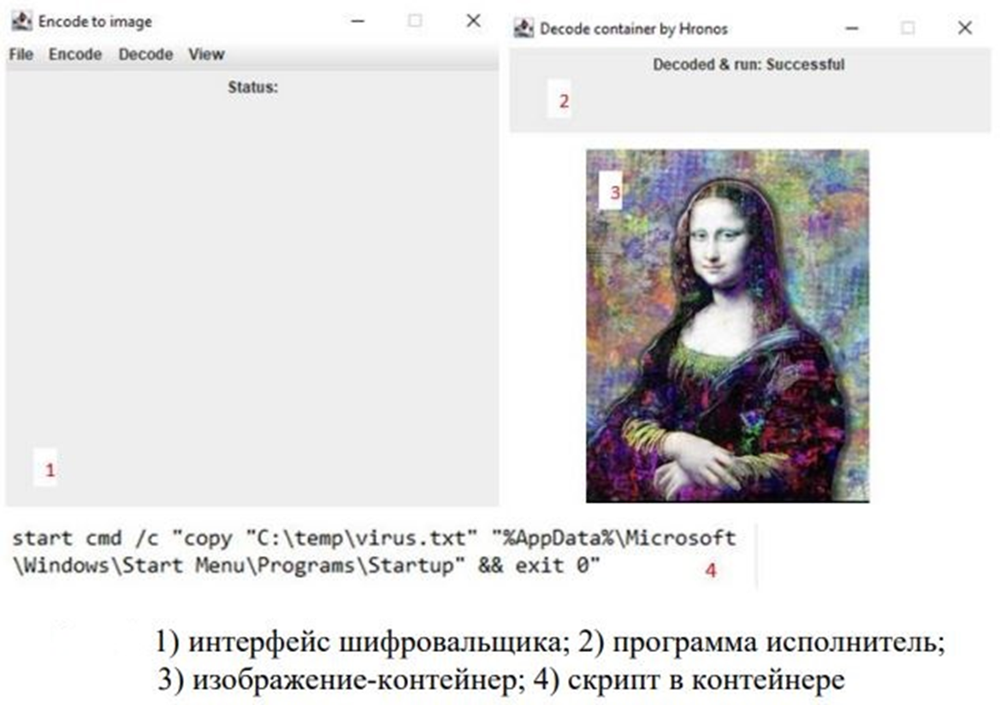 Encode to image
File Encode Decode View
Status:
1
Decode container by Hronos
Decoded & run: Successful
2
3
start cmd /c "copy "C:\temp\virus.txt" "%AppData%\Microsoft
\Windows\Start Menu\Programs\Startup" && exit 0"
4
1) интерфейс шифровальщика; 2) программа исполнитель;
3) изображение-контейнер; 4) скрипт в контейнере